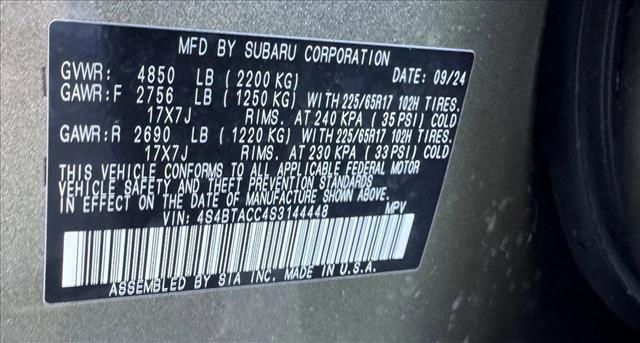 MFD BY SUBARU CORPORATION
GVWR: 4850 LB (2200 KG) DATE: 09/24
GAWR:F 2756 LB (1250 KG) WITH 225/65R17 102H TIRES.
17X7J RIMS. AT 240 KPA (35 PSI) COLD
GAWR:R 2690 LB (1220 KG) WITH 225/65R17 102H TIRES.
17X7J RIMS. AT 230 KPA (33 PSI) COLD
THIS VEHICLE CONFORMS TO ALL APPLICABLE FEDERAL MOTOR
VEHICLE SAFETY AND THEFT PREVENTION STANDARDS
IN EFFECT ON THE DATE OF MANUFACTURE SHOWN ABOVE.
VIN: 4S4BTACC4S3144448 MPV
ASSEMBLED BY SIA INC. MADE IN U.S.A.